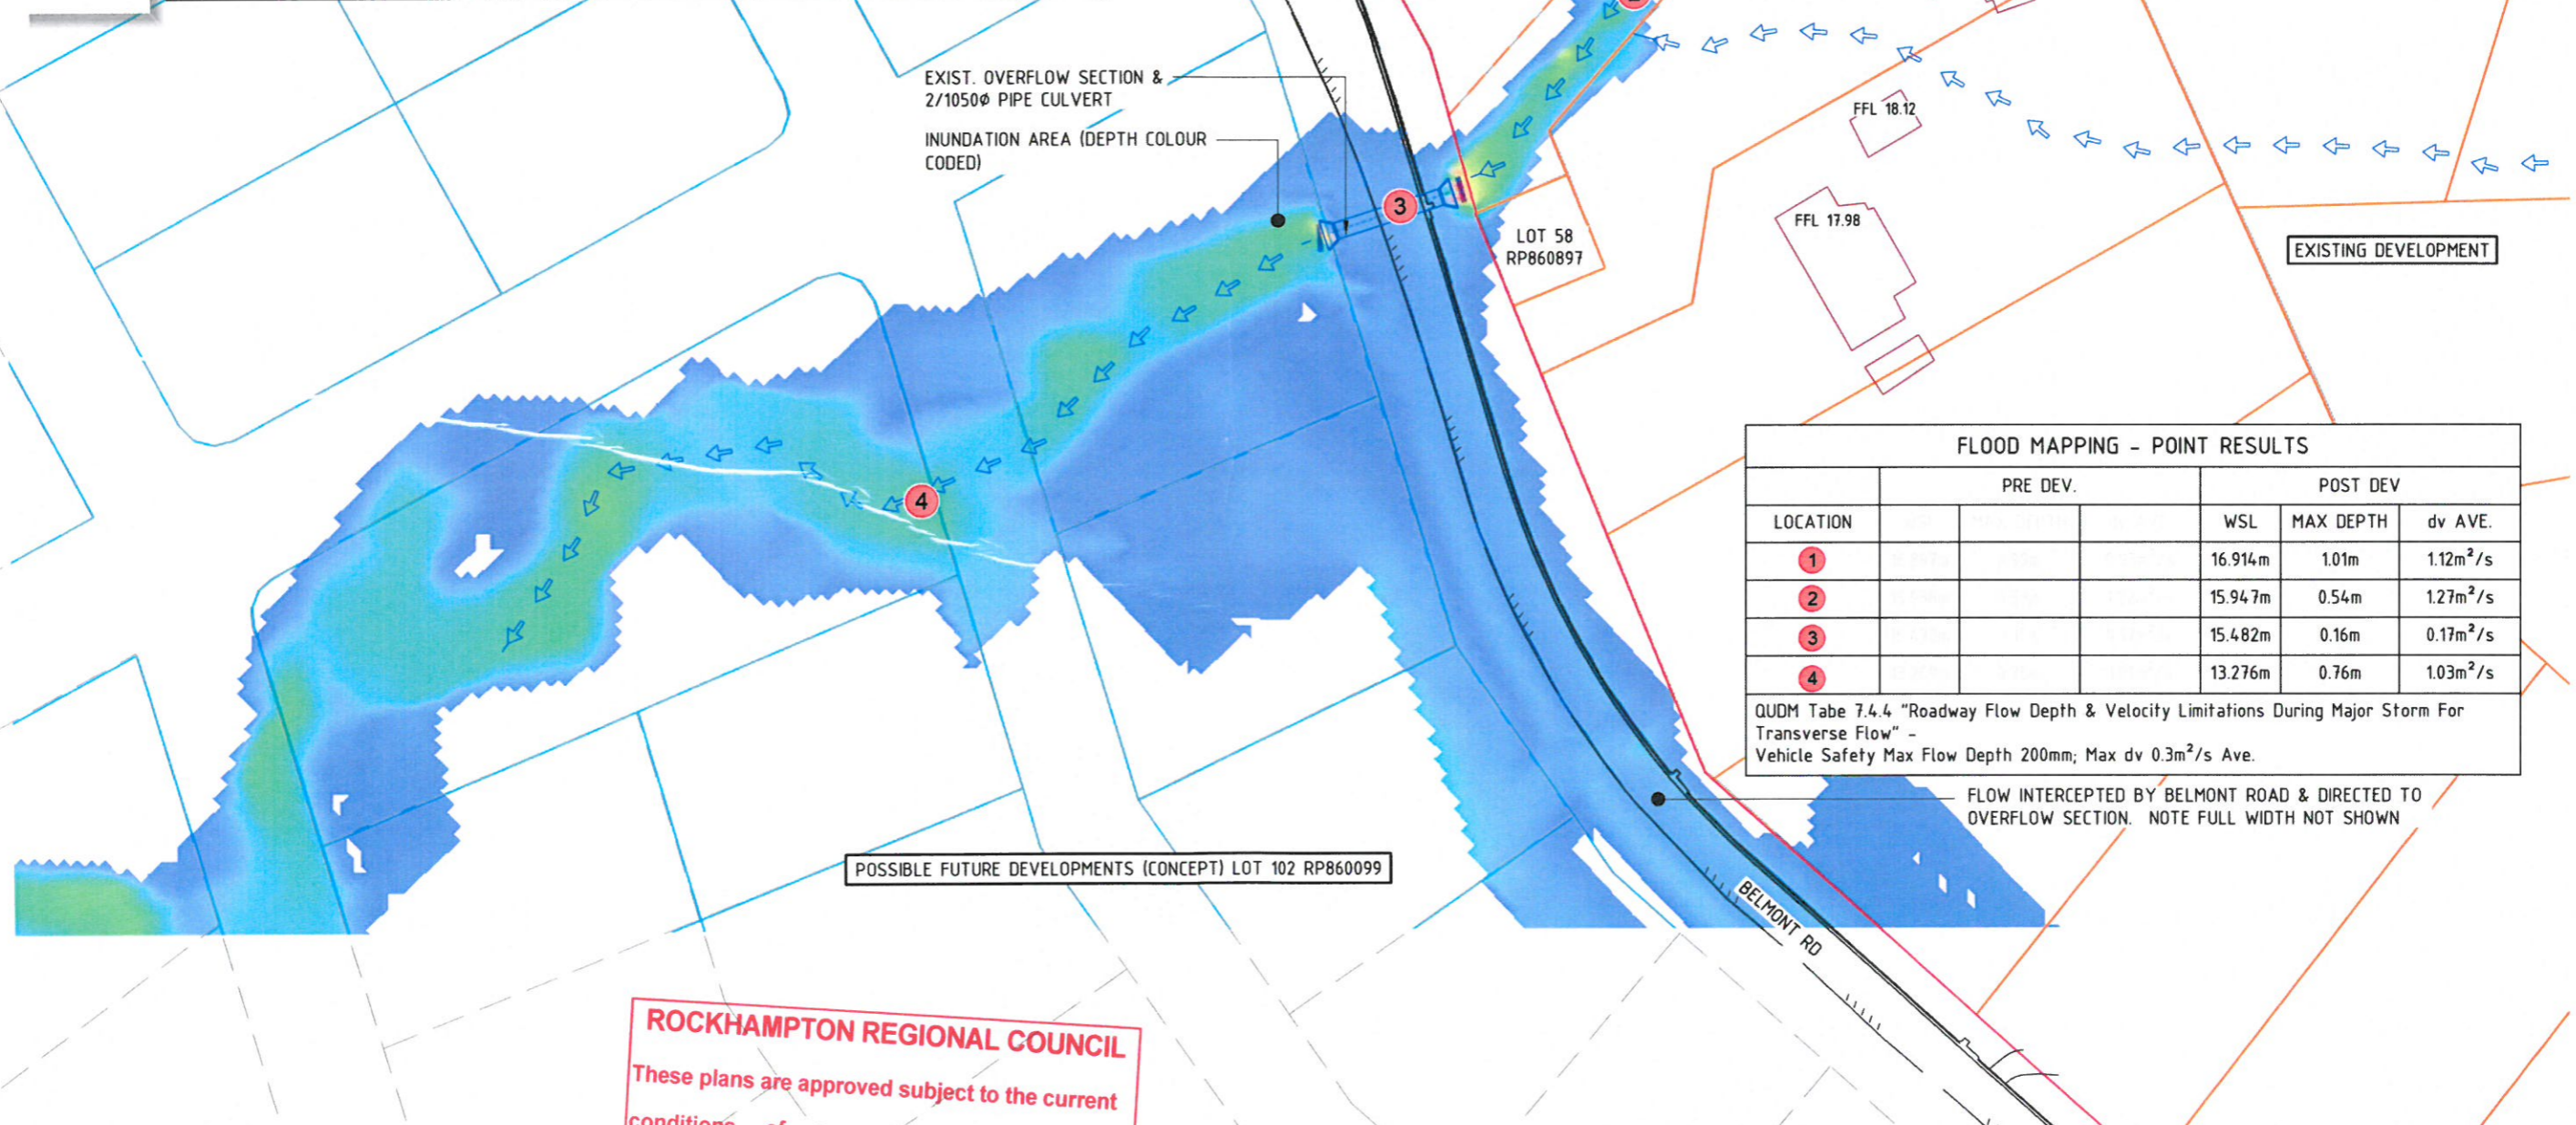 EXIST. OVERFLOW SECTION &
2/1050Ø PIPE CULVERT
INUNDATION AREA (DEPTH COLOUR
CODED)
3
LOT 58
RP860897
FFL 18.12
FFL 17.98
EXISTING DEVELOPMENT
4
FLOOD MAPPING - POINT RESULTS
PRE DEV. POST DEV
LOCATION WSL MAX DEPTH dv AVE.
1 16.914m 1.01m 1.12m²/s
2 15.947m 0.54m 1.27m²/s
3 15.482m 0.16m 0.17m²/s
4 13.276m 0.76m 1.03m²/s
QUDM Tabe 7.4.4 "Roadway Flow Depth & Velocity Limitations During Major Storm For
Transverse Flow" -
Vehicle Safety Max Flow Depth 200mm; Max dv 0.3m²/s Ave.
FLOW INTERCEPTED BY BELMONT ROAD & DIRECTED TO
OVERFLOW SECTION. NOTE FULL WIDTH NOT SHOWN
POSSIBLE FUTURE DEVELOPMENTS (CONCEPT) LOT 102 RP860099
BELMONT RD
ROCKHAMPTON REGIONAL COUNCIL
These plans are approved subject to the current
conditions of